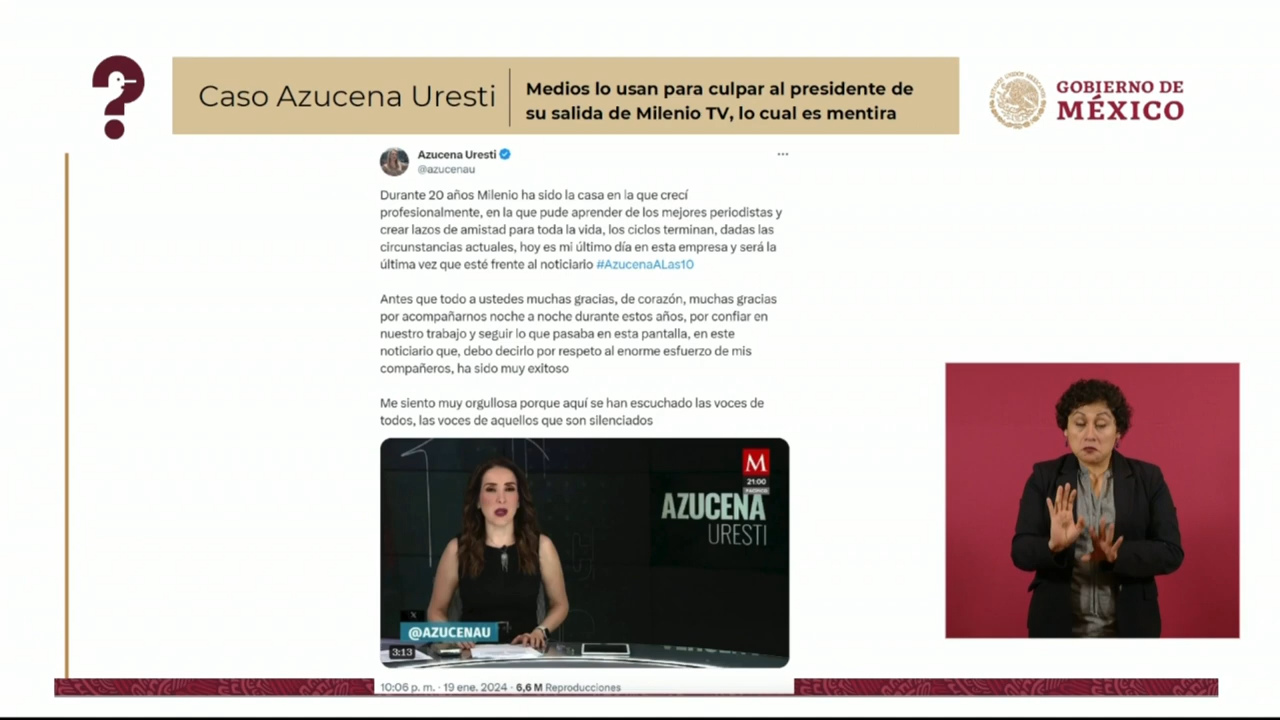 Caso Azucena Uresti
Medios lo usan para culpar al presidente de
su salida de Milenio TV, lo cual es mentira
GOBIERNO DE
MÉXICO
Azucena Uresti
@azucenau
Durante 20 años Milenio ha sido la casa en la que crecí
profesionalmente, en la que pude aprender de los mejores periodistas y
crear lazos de amistad para toda la vida, los ciclos terminan, dadas las
circunstancias actuales, hoy es mi último día en esta empresa y será la
última vez que esté frente al noticiario #AzucenaALas10
Antes que todo a ustedes muchas gracias, de corazón, muchas gracias
por acompañarnos noche a noche durante estos años, por confiar en
nuestro trabajo y seguir lo que pasaba en esta pantalla, en este
noticiario que, debo decirlo por respeto al enorme esfuerzo de mis
compañeros, ha sido muy exitoso
Me siento muy orgullosa porque aquí se han escuchado las voces de
todos, las voces de aquellos que son silenciados
M
21:00
AZUCENA
URESTI
X
@AZUCENAU
3:13
10:06 p. m. · 19 ene. 2024 · 6,6 M Reproducciones